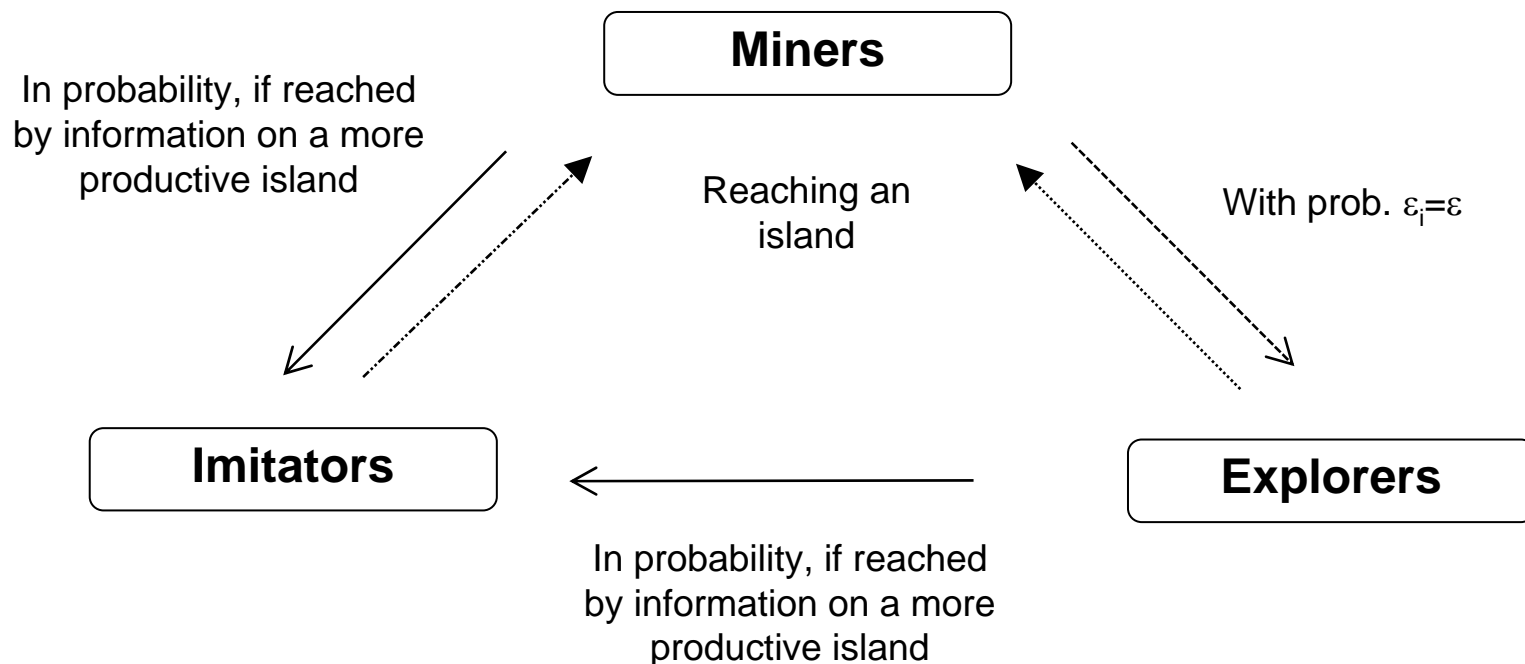 Miners
In probability, if reached
by information on a more
productive island
Reaching an
island
With prob. εi=ε
Imitators
Explorers
In probability, if reached
by information on a more
productive island